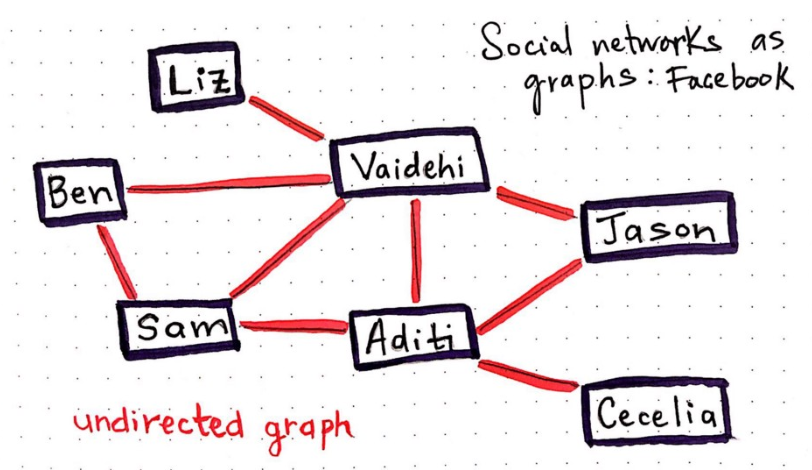 Social networks as
graphs: Facebook
Liz
Vaidehi
Ben
Jason
Sam
Aditi
Cecelia
undirected graph